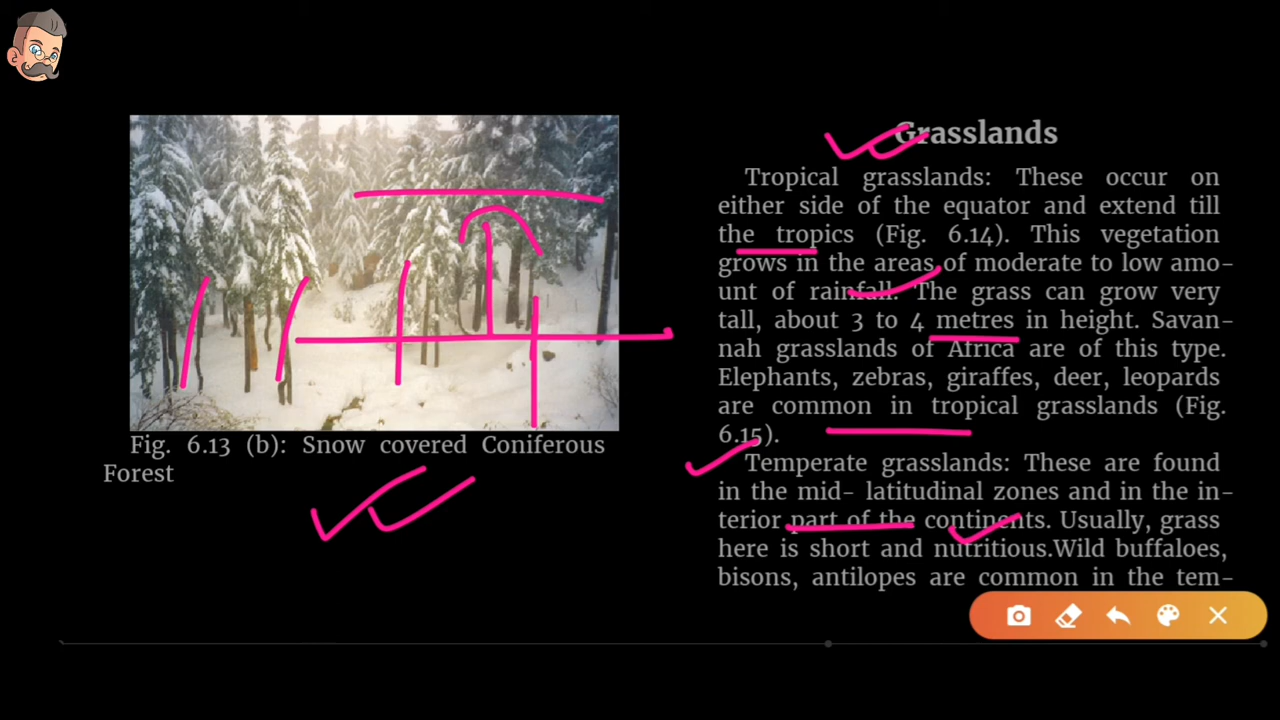 Fig. 6.13 (b): Snow covered Coniferous
Forest
Grasslands
Tropical grasslands: These occur on
either side of the equator and extend till
the tropics (Fig. 6.14). This vegetation
grows in the areas of moderate to low amo-
unt of rainfall. The grass can grow very
tall, about 3 to 4 metres in height. Savan-
nah grasslands of Africa are of this type.
Elephants, zebras, giraffes, deer, leopards
are common in tropical grasslands (Fig.
6.15).
Temperate grasslands: These are found
in the mid- latitudinal zones and in the in-
terior part of the continents. Usually, grass
here is short and nutritious.Wild buffaloes,
bisons, antilopes are common in the tem-